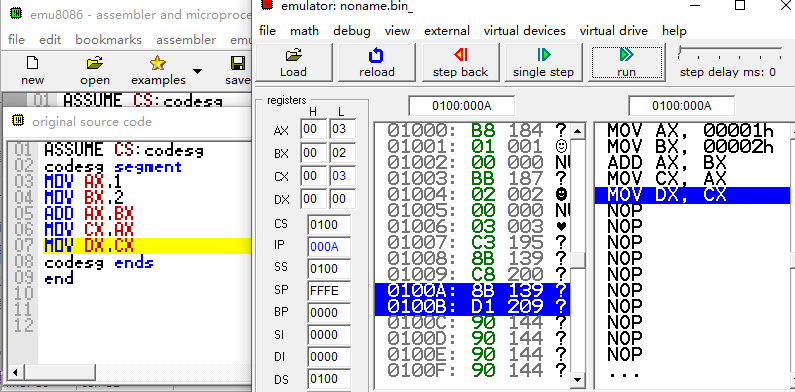 emu8086 - assembler and microproce
file edit bookmarks assembler emu
new open examples save
01 ASSUME CS:codesg
original source code
01 ASSUME CS:codesg
02 codesg segment
03 MOV AX,1
04 MOV BX,2
05 ADD AX,BX
06 MOV CX,AX
07 MOV DX,CX
08 codesg ends
09 end
10
11
12
emulator: noname.bin_
file math debug view external virtual devices virtual drive help
Load reload step back single step run step delay ms: 0
registers
H L
AX 00 03
BX 00 02
CX 00 03
DX 00 00
CS 0100
IP 000A
SS 0100
SP FFFE
BP 0000
SI 0000
DI 0000
DS 0100
0100:000A
01000: B8 184 ?
01001: 01 001 ☺
01002: 00 000 NU
01003: BB 187 ?
01004: 02 002 ☻
01005: 00 000 NU
01006: 03 003 ♥
01007: C3 195 ?
01008: 8B 139 ?
01009: C8 200 ?
0100A: 8B 139 ?
0100B: D1 209 ?
0100C: 90 144 ?
0100D: 90 144 ?
0100E: 90 144 ?
0100F: 90 144 ?
0100:000A
MOV AX, 00001h
MOV BX, 00002h
ADD AX, BX
MOV CX, AX
MOV DX, CX
NOP
NOP
NOP
NOP
NOP
NOP
NOP
NOP
NOP
NOP
...